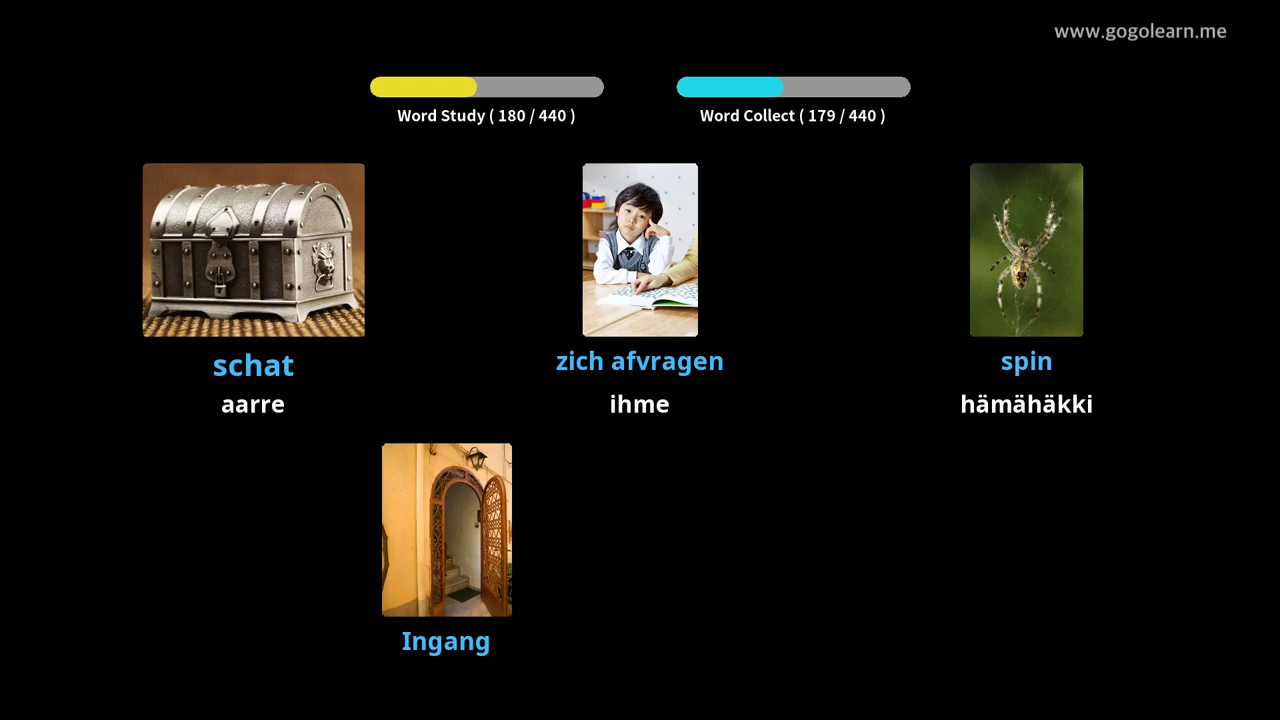 www.gogolearn.me
Word Study ( 180 / 440 )
Word Collect ( 179 / 440 )
schat
zich afvragen
spin
aarre
ihme
hämähäkki
Ingang